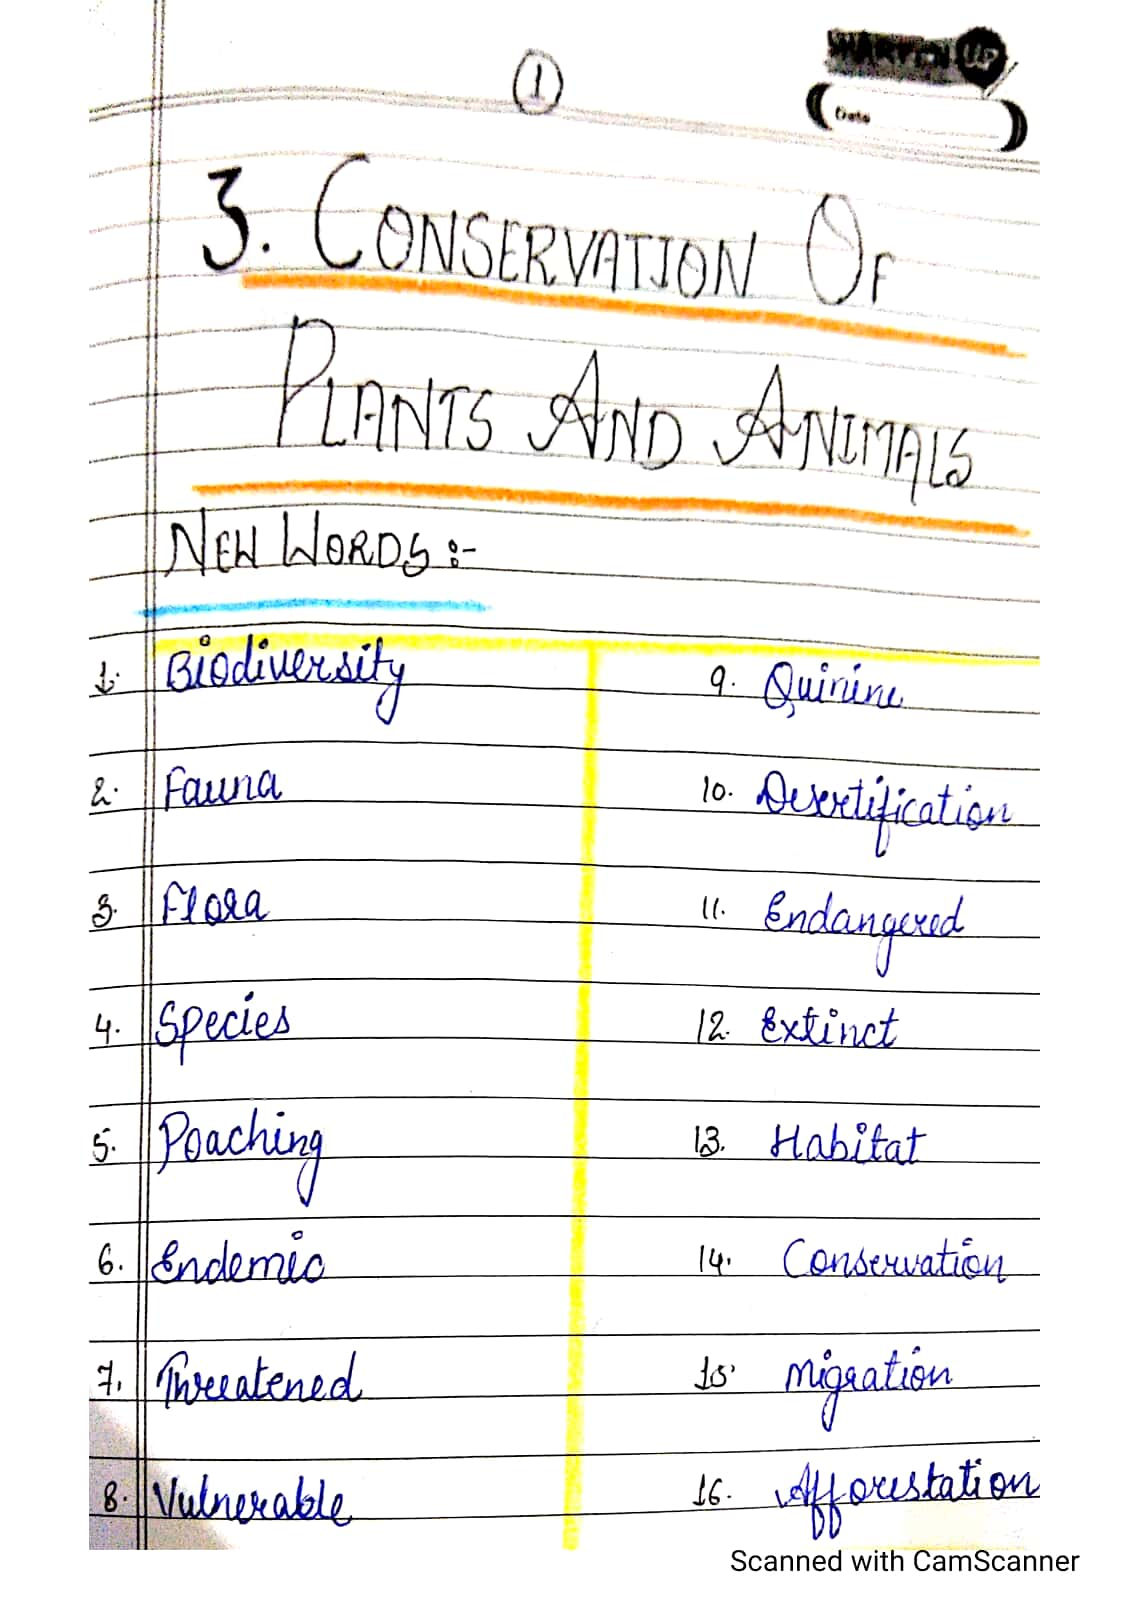 1
WARM UP
Date
3. CONSERVATION OF
PLANTS AND ANIMALS
NEW WORDS :-
1. Biodiversity
2. Fauna
3. Flora
4. Species
5. Poaching
6. Endemic
7. Threatened
8. Vulnerable
9. Quinine
10. Desertification
11. Endangered
12. Extinct
13. Habitat
14. Conservation
15. Migration
16. Afforestation
Scanned with CamScanner